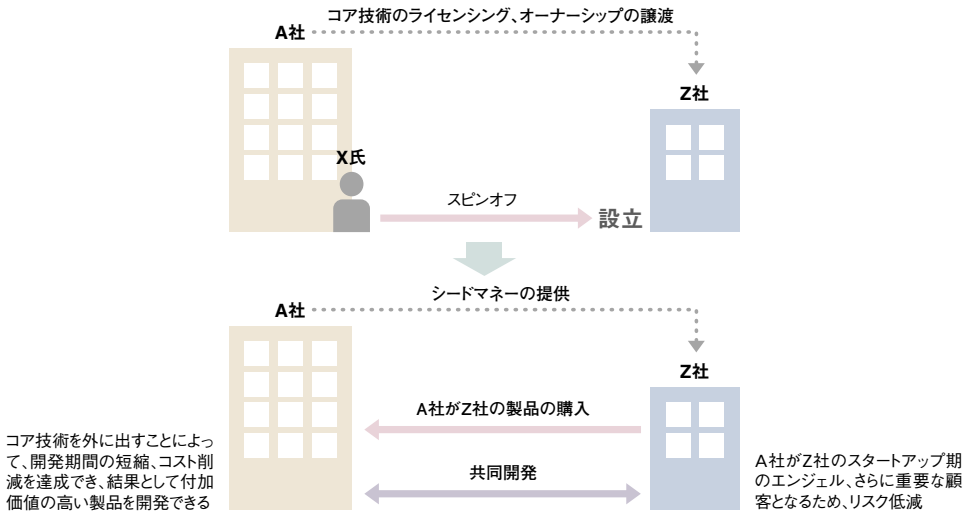 コア技術のライセンシング、オーナーシップの譲渡
A社
Z社
X氏
スピンオフ
設立
シードマネーの提供
A社
Z社
A社がZ社の製品の購入
共同開発
コア技術を外に出すことによっ
て、開発期間の短縮、コスト削
減を達成でき、結果として付加
価値の高い製品を開発できる
A社がZ社のスタートアップ期
のエンジェル、さらに重要な顧
客となるため、リスク低減